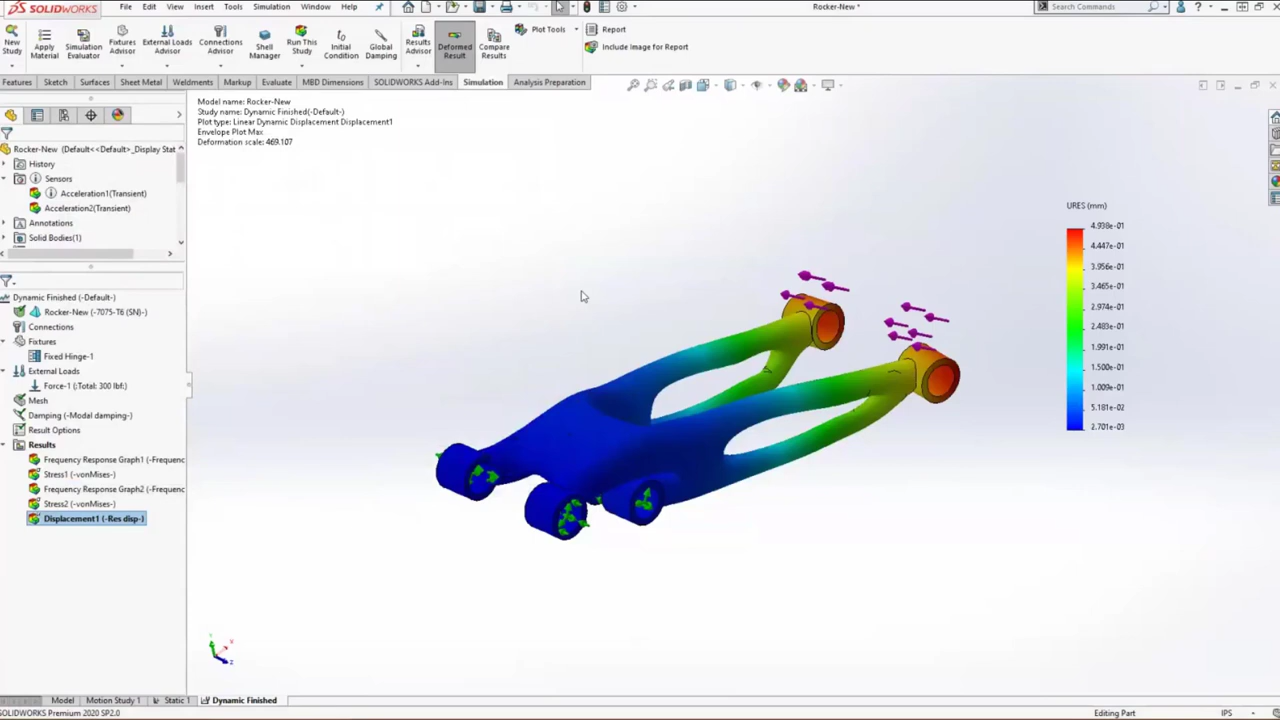 SOLIDWORKS
File Edit View Insert Tools Simulation Window Help
Rocker-New *
Search Commands
New Study
Apply Material
Simulation Evaluator
Fixtures Advisor
External Loads Advisor
Connections Advisor
Shell Manager
Run This Study
Initial Condition
Global Damping
Results Advisor
Deformed Result
Compare Results
Plot Tools
Report
Include Image for Report
Features Sketch Surfaces Sheet Metal Weldments Markup Evaluate MBD Dimensions SOLIDWORKS Add-Ins Simulation Analysis Preparation
Model name: Rocker-New
Study name: Dynamic Finished(-Default-)
Plot type: Linear Dynamic Displacement Displacement1
Envelope Plot Max
Deformation scale: 469.107
Rocker-New (Default<<Default>_Display Stat
History
Sensors
Acceleration1(Transient)
Acceleration2(Transient)
Annotations
Solid Bodies(1)
Dynamic Finished (-Default-)
Rocker-New (-7075-T6 (SN)-)
Connections
Fixtures
Fixed Hinge-1
External Loads
Force-1 (:Total: 300 lbf:)
Mesh
Damping (-Modal damping-)
Result Options
Results
Frequency Response Graph1 (-Frequenc
Stress1 (-vonMises-)
Frequency Response Graph2 (-Frequenc
Stress2 (-vonMises-)
Displacement1 (-Res disp-)
URES (mm)
4.938e-01
4.447e-01
3.956e-01
3.465e-01
2.974e-01
2.483e-01
1.991e-01
1.500e-01
1.009e-01
5.181e-02
2.701e-03
Model Motion Study 1 Static 1 Dynamic Finished
SOLIDWORKS Premium 2020 SP2.0
Editing Part
IPS